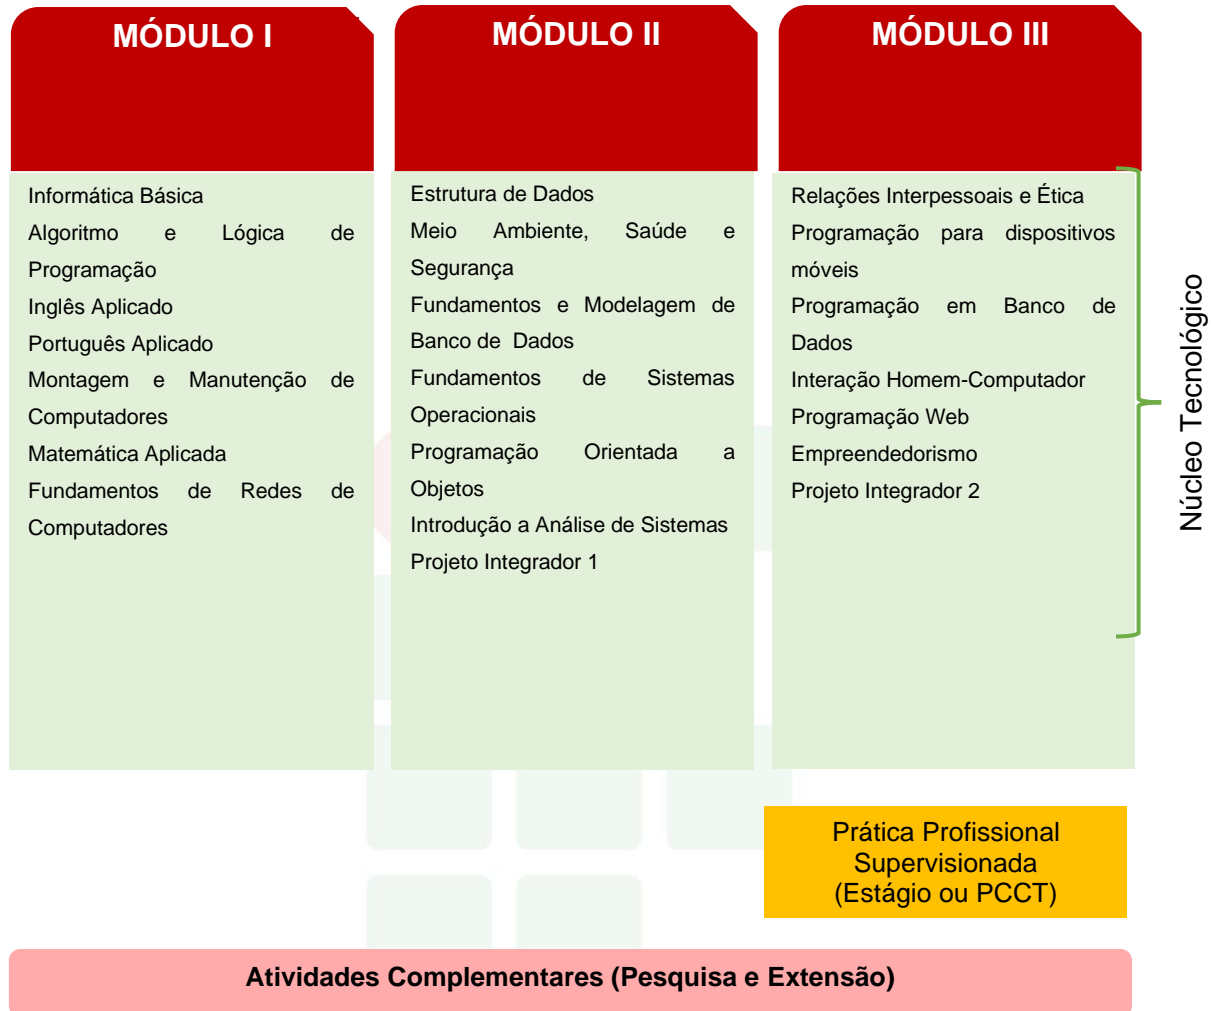 MÓDULO I
Informática Básica
Algoritmo e Lógica de
Programação
Inglês Aplicado
Português Aplicado
Montagem e Manutenção de
Computadores
Matemática Aplicada
Fundamentos de Redes de
Computadores
MÓDULO II
Estrutura de Dados
Meio Ambiente, Saúde e
Segurança
Fundamentos e Modelagem de
Banco de Dados
Fundamentos de Sistemas
Operacionais
Programação Orientada a
Objetos
Introdução a Análise de Sistemas
Projeto Integrador 1
MÓDULO III
Relações Interpessoais e Ética
Programação para dispositivos
móveis
Programação em Banco de
Dados
Interação Homem-Computador
Programação Web
Empreendedorismo
Projeto Integrador 2
Núcleo Tecnológico
Prática Profissional
Supervisionada
(Estágio ou PCCT)
Atividades Complementares (Pesquisa e Extensão)